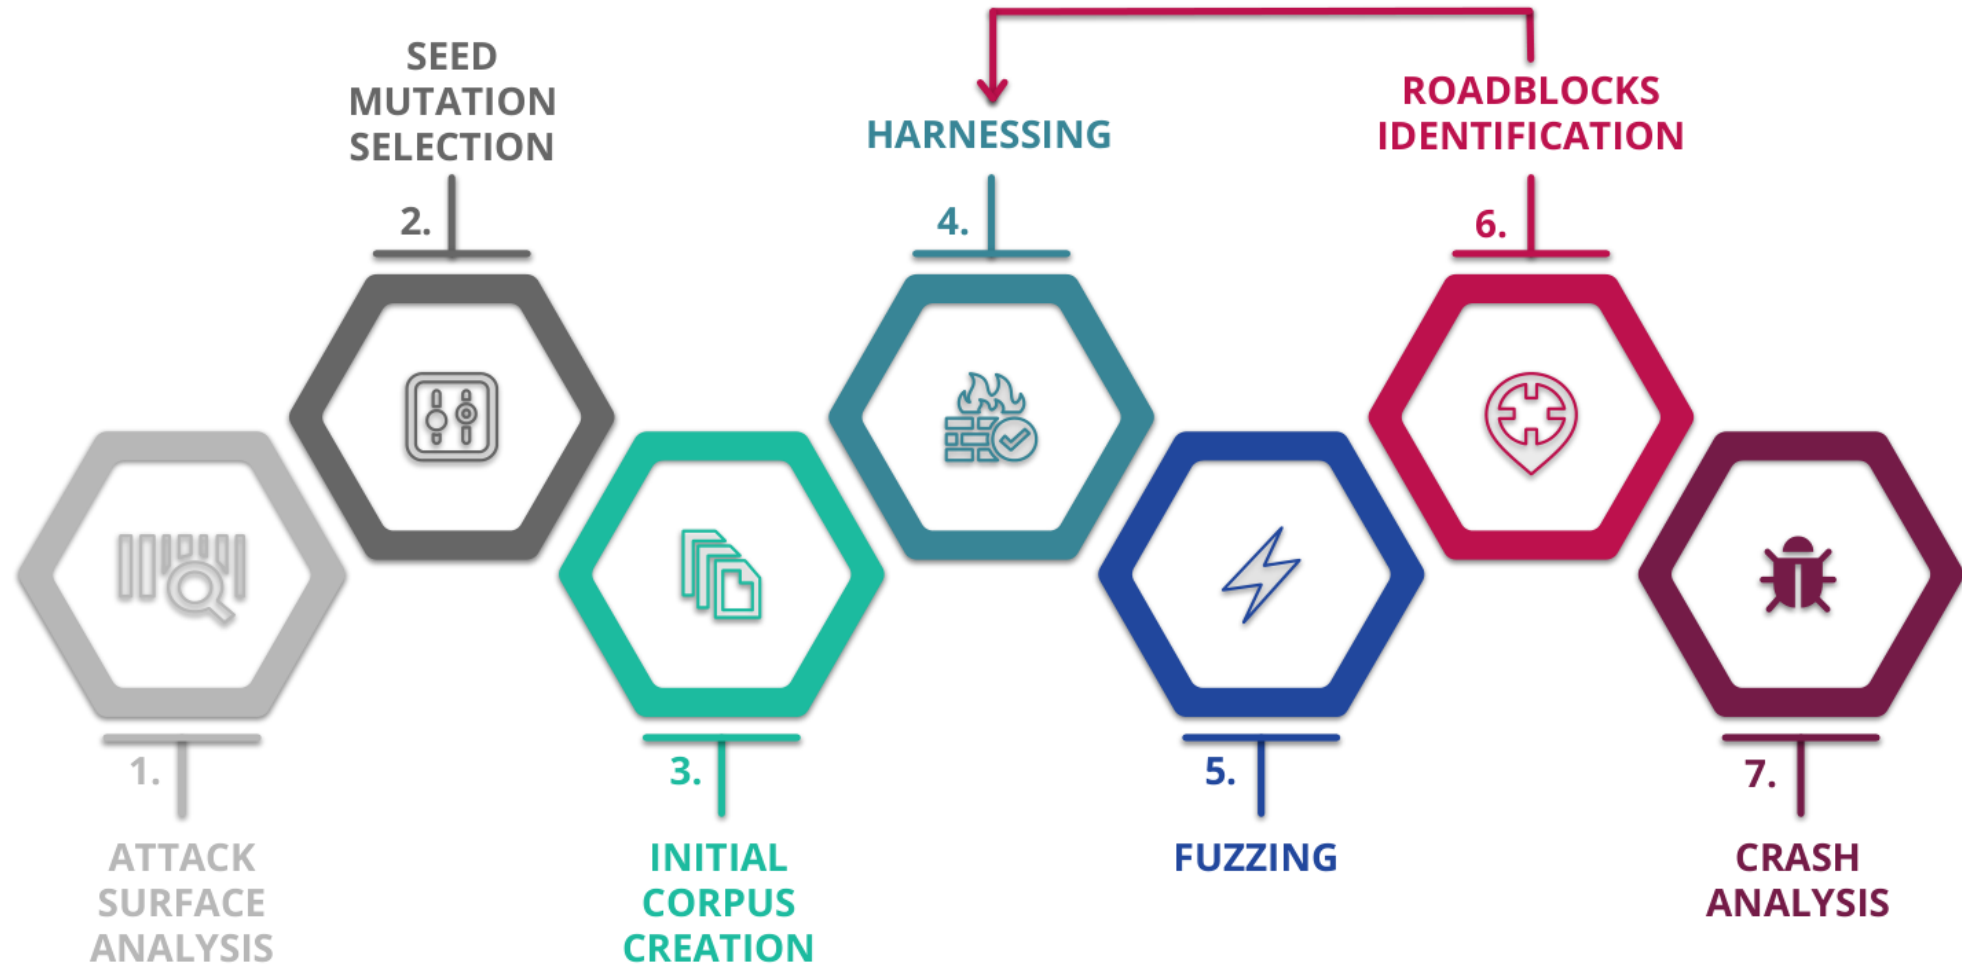 1.
ATTACK
SURFACE
ANALYSIS
SEED
MUTATION
SELECTION
2.
3.
INITIAL
CORPUS
CREATION
HARNESSING
4.
5.
FUZZING
ROADBLOCKS
IDENTIFICATION
6.
7.
CRASH
ANALYSIS